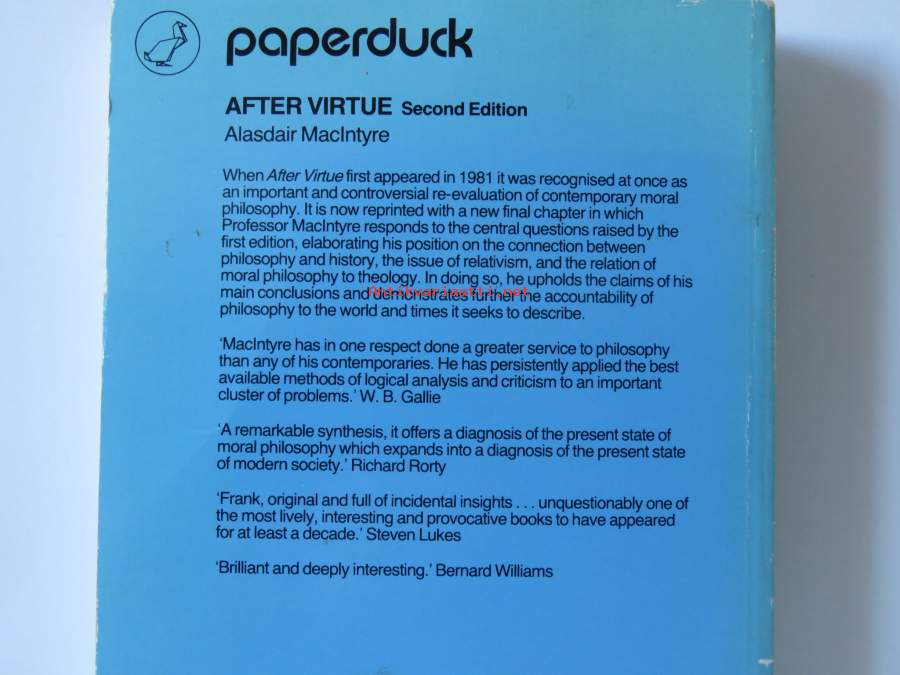 paperduck
AFTER VIRTUE Second Edition
Alasdair MacIntyre
When After Virtue first appeared in 1981 it was recognised at once as
an important and controversial re-evaluation of contemporary moral
philosophy. It is now reprinted with a new final chapter in which
Professor MacIntyre responds to the central questions raised by the
first edition, elaborating his position on the connection between
philosophy and history, the issue of relativism, and the relation of
moral philosophy to theology. In doing so, he upholds the claims of his
main conclusions and demonstrates further the accountability of
Antikvariaatti.net
philosophy to the world and times it seeks to describe.
'MacIntyre has in one respect done a greater service to philosophy
than any of his contemporaries. He has persistently applied the best
available methods of logical analysis and criticism to an important
cluster of problems.' W. B. Gallie
'A remarkable synthesis, it offers a diagnosis of the present state of
moral philosophy which expands into a diagnosis of the present state
of modern society.' Richard Rorty
'Frank, original and full of incidental insights . . . unquestionably one of
the most lively, interesting and provocative books to have appeared
for at least a decade.' Steven Lukes
'Brilliant and deeply interesting.' Bernard Williams